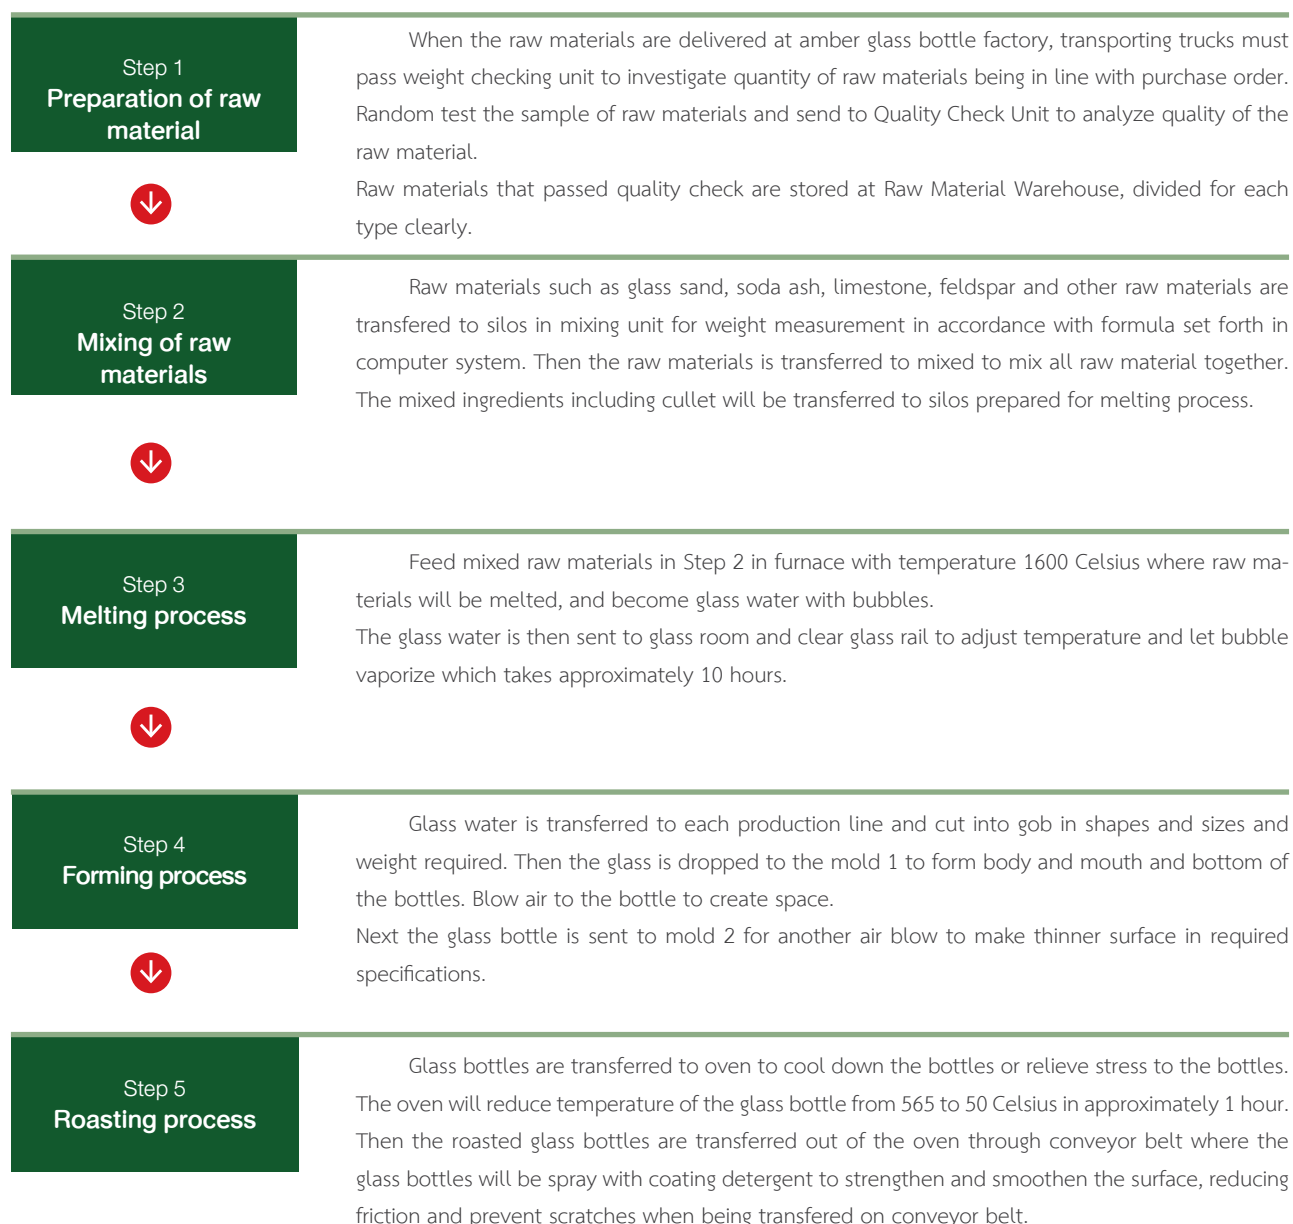 Step 1
Preparation of raw
material
When the raw materials are delivered at amber glass bottle factory, transporting trucks must
pass weight checking unit to investigate quantity of raw materials being in line with purchase order.
Random test the sample of raw materials and send to Quality Check Unit to analyze quality of the
raw material.
Raw materials that passed quality check are stored at Raw Material Warehouse, divided for each
type clearly.
Step 2
Mixing of raw
materials
Raw materials such as glass sand, soda ash, limestone, feldspar and other raw materials are
transfered to silos in mixing unit for weight measurement in accordance with formula set forth in
computer system. Then the raw materials is transferred to mixed to mix all raw material together.
The mixed ingredients including cullet will be transferred to silos prepared for melting process.
Step 3
Melting process
Feed mixed raw materials in Step 2 in furnace with temperature 1600 Celsius where raw ma-
terials will be melted, and become glass water with bubbles.
The glass water is then sent to glass room and clear glass rail to adjust temperature and let bubble
vaporize which takes approximately 10 hours.
Step 4
Forming process
Glass water is transferred to each production line and cut into gob in shapes and sizes and
weight required. Then the glass is dropped to the mold 1 to form body and mouth and bottom of
the bottles. Blow air to the bottle to create space.
Next the glass bottle is sent to mold 2 for another air blow to make thinner surface in required
specifications.
Step 5
Roasting process
Glass bottles are transferred to oven to cool down the bottles or relieve stress to the bottles.
The oven will reduce temperature of the glass bottle from 565 to 50 Celsius in approximately 1 hour.
Then the roasted glass bottles are transferred out of the oven through conveyor belt where the
glass bottles will be spray with coating detergent to strengthen and smoothen the surface, reducing
friction and prevent scratches when being transfered on conveyor belt.